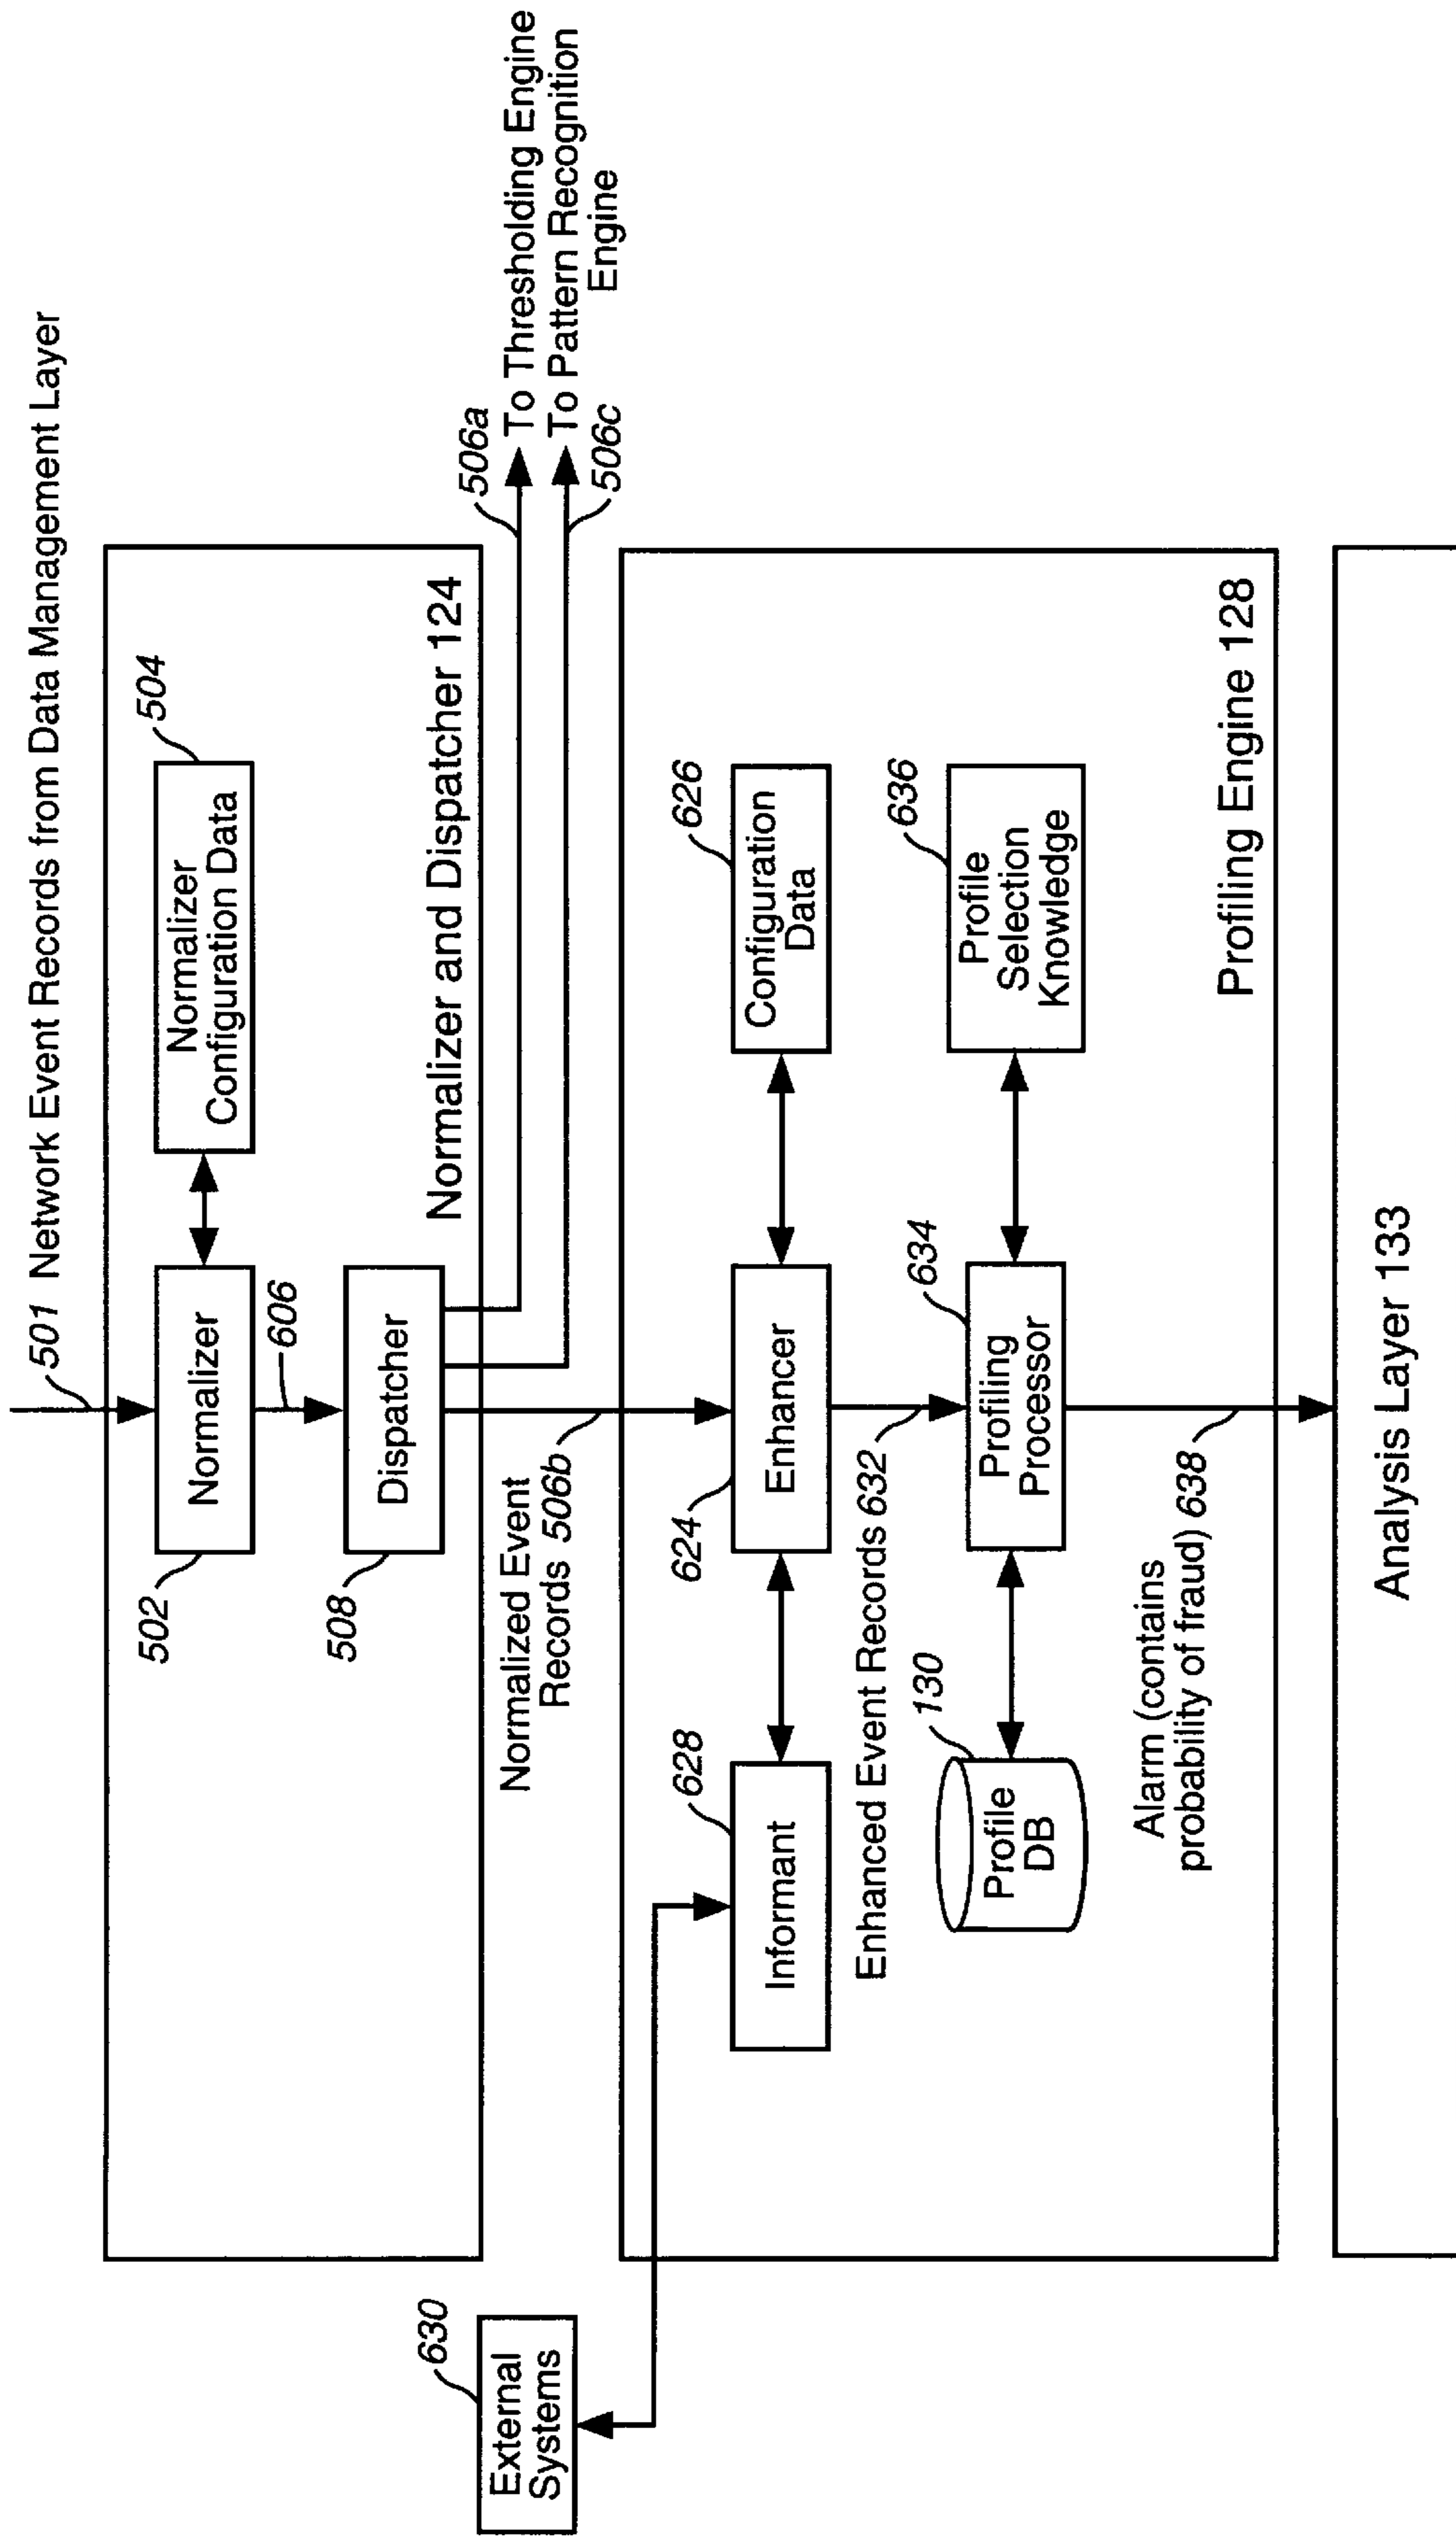 501 Network Event Records from Data Management Layer
Normalizer
Configuration Data
504
Normalizer
502
606
Dispatcher
508
Normalizer and Dispatcher 124
506a
To Thresholding Engine
To Pattern Recognition
Engine
506c
Normalized Event
Records 506b
External
Systems
630
Informant
628
Enhancer
624
Configuration
Data
626
Enhanced Event Records 632
Profile
DB
130
Profiling
Processor
634
Profile
Selection
Knowledge
636
Alarm (contains
probability of fraud) 638
Profiling Engine 128
Analysis Layer 133